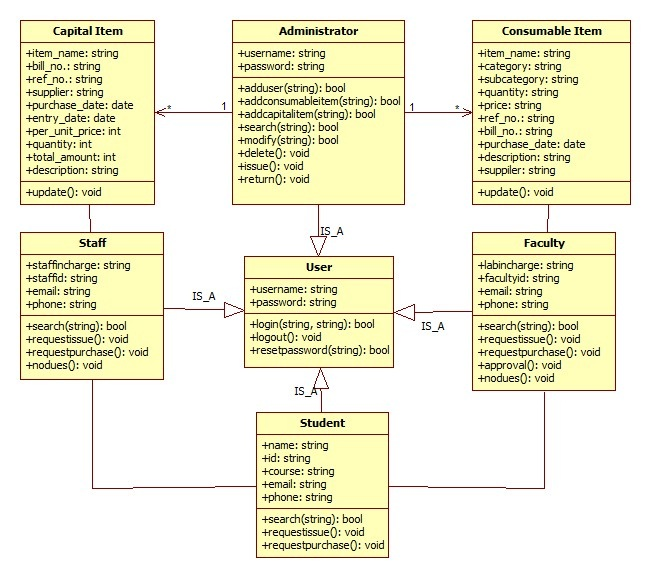 Capital Item
+item_name: string
+bill_no.: string
+ref_no.: string
+supplier: string
+purchase_date: date
+entry_date: date
+per_unit_price: int
+quantity: int
+total_amount: int
+description: string
+update(): void
*
1
Administrator
+username: string
+password: string
+adduser(string): bool
+addconsumableitem(string): bool
+addcapitalitem(string): bool
+search(string): bool
+modify(string): bool
+delete(): void
+issue(): void
+return(): void
1
*
Consumable Item
+item_name: string
+category: string
+subcategory: string
+quantity: string
+price: string
+ref_no.: string
+bill_no.: string
+purchase_date: date
+description: string
+suppiler: string
+update(): void
IS_A
Staff
+staffincharge: string
+staffid: string
+email: string
+phone: string
+search(string): bool
+requestissue(): void
+requestpurchase(): void
+nodues(): void
IS_A
User
+username: string
+password: string
+login(string, string): bool
+logout(): void
+resetpassword(string): bool
IS_A
Faculty
+labincharge: string
+facultyid: string
+email: string
+phone: string
+search(string): bool
+requestissue(): void
+requestpurchase(): void
+approval(): void
+nodues(): void
IS_A
Student
+name: string
+id: string
+course: string
+email: string
+phone: string
+search(string): bool
+requestissue(): void
+requestpurchase(): void